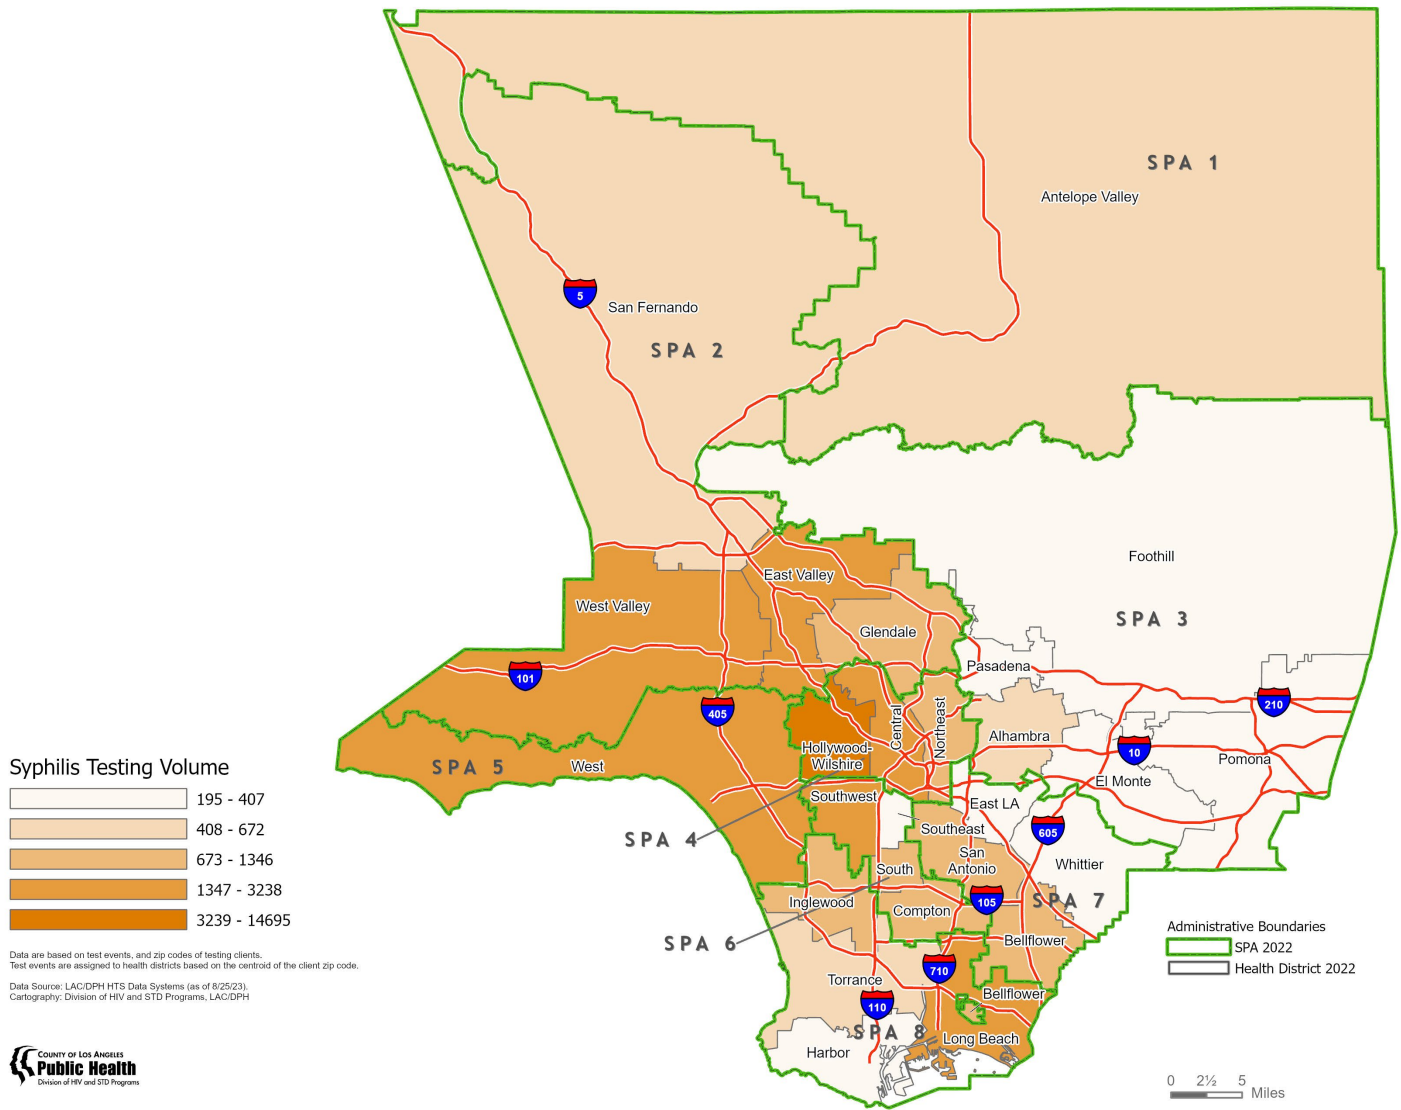 SPA 1
Antelope Valley
5
San Fernando
SPA 2
Foothill
East Valley
West Valley
SPA 3
Glendale
Pasadena
101
405
210
Central
Northeast
Alhambra
Hollywood-
Wilshire
10
Pomona
SPA 5
West
El Monte
Southwest
East LA
SPA 4
Southeast
605
San
Antonio
Whittier
South
105
SPA 7
Inglewood
Compton
SPA 6
Bellflower
710
Torrance
Bellflower
110
SPA 8
Long Beach
Harbor
Syphilis Testing Volume
195 - 407
408 - 672
673 - 1346
1347 - 3238
3239 - 14695
Data are based on test events, and zip codes of testing clients.
Test events are assigned to health districts based on the centroid of the client zip code.
Data Source: LAC/DPH HTS Data Systems (as of 8/25/23).
Cartography: Division of HIV and STD Programs, LAC/DPH
County of Los Angeles
Public Health
Division of HIV and STD Programs
Administrative Boundaries
SPA 2022
Health District 2022
0 2½ 5
Miles